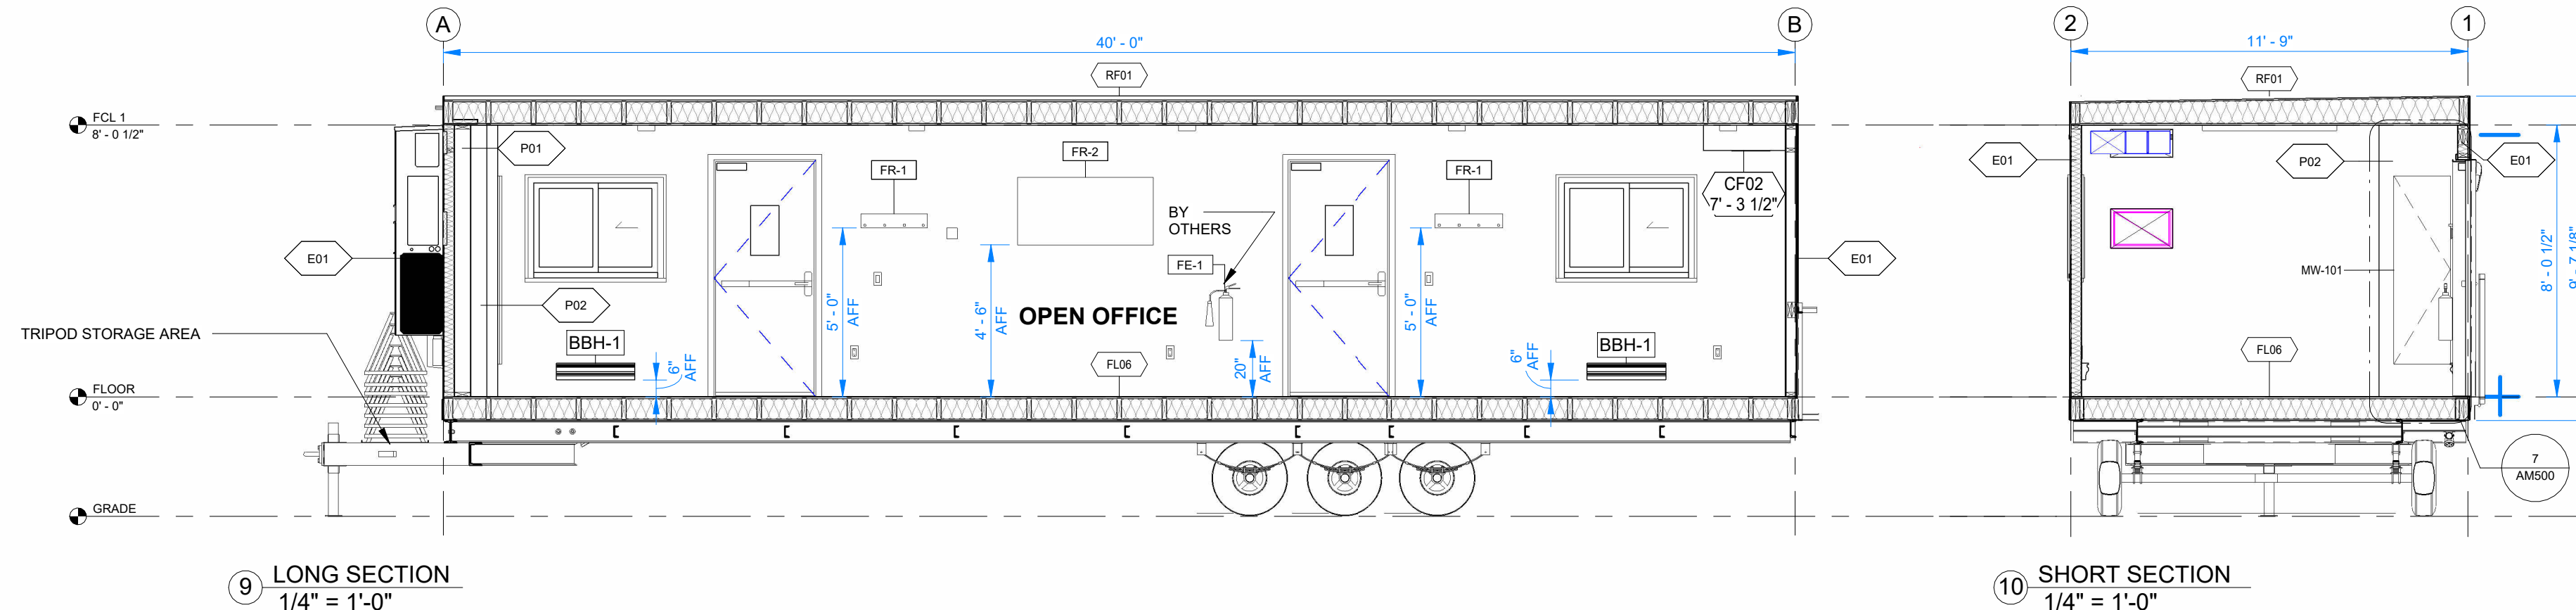 A
B
2
1
40' - 0"
11' - 9"
RF01
RF01
FCL 1
8' - 0 1/2"
P01
FR-1
FR-2
FR-1
CF02
7' - 3 1/2"
E01
P02
E01
BY
OTHERS
E01
FE-1
E01
MW-101
8' - 0 1/2"
9' - 7 1/8"
P02
5' - 0"
AFF
4' - 6"
AFF
OPEN OFFICE
5' - 0"
AFF
TRIPOD STORAGE AREA
BBH-1
6"
AFF
20"
AFF
FL06
6"
AFF
BBH-1
FL06
FLOOR
0' - 0"
7
AM500
GRADE
9
LONG SECTION
1/4" = 1'-0"
10
SHORT SECTION
1/4" = 1'-0"